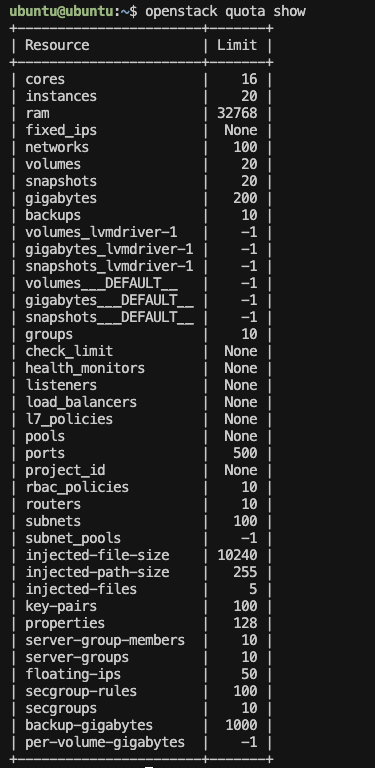 ubuntu@ubuntu:~$ openstack quota show
+----------------------+-------+
| Resource             | Limit |
+----------------------+-------+
| cores                |    16 |
| instances            |    20 |
| ram                  | 32768 |
| fixed_ips            |  None |
| networks             |   100 |
| volumes              |    20 |
| snapshots            |    20 |
| gigabytes            |   200 |
| backups              |    10 |
| volumes_lvmdriver-1  |    -1 |
| gigabytes_lvmdriver-1 |    -1 |
| snapshots_lvmdriver-1 |    -1 |
| volumes___DEFAULT__  |    -1 |
| gigabytes___DEFAULT__ |    -1 |
| snapshots___DEFAULT__ |    -1 |
| groups               |    10 |
| check_limit          |  None |
| health_monitors      |  None |
| listeners            |  None |
| load_balancers       |  None |
| l7_policies          |  None |
| pools                |  None |
| ports                |   500 |
| project_id           |  None |
| rbac_policies        |    10 |
| routers              |    10 |
| subnets              |   100 |
| subnet_pools         |    -1 |
| injected-file-size   | 10240 |
| injected-path-size   |   255 |
| injected-files       |     5 |
| key-pairs            |   100 |
| properties           |   128 |
| server-group-members |    10 |
| server-groups        |    10 |
| floating-ips         |    50 |
| secgroup-rules       |   100 |
| secgroups            |    10 |
| backup-gigabytes     |  1000 |
| per-volume-gigabytes |    -1 |
+----------------------+-------+